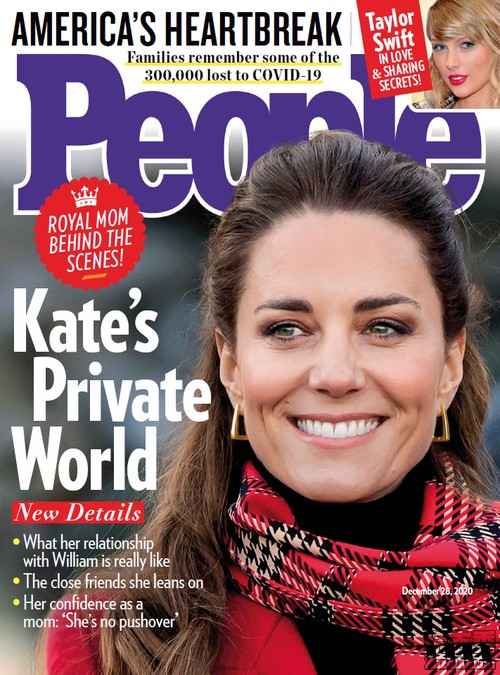 AMERICA'S HEARTBREAK
Families remember some of the
300,000 lost to COVID-19
Taylor
Swift
IN LOVE
& SHARING
SECRETS!
People
ROYAL MOM
BEHIND THE
SCENES!
Kate's
Private
World
New Details
• What her relationship
with William is really like
• The close friends she leans on
• Her confidence as a
mom: 'She's no pushover'
December 28, 2020